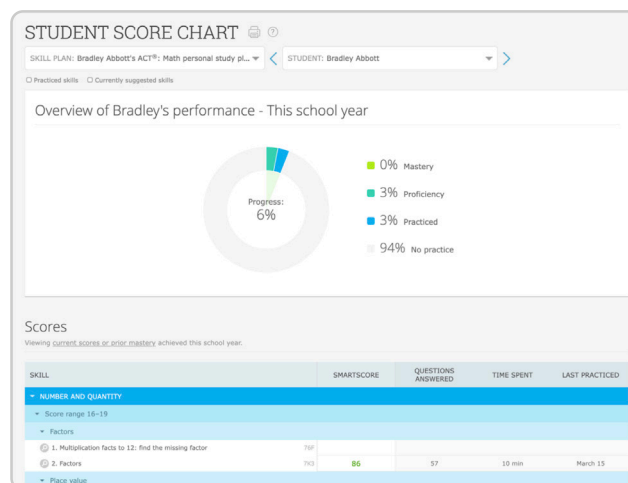 STUDENT SCORE CHART
SKILL PLAN: Bradley Abbott's ACT®: Math personal study pl... STUDENT: Bradley Abbott
Practiced skills Currently suggested skills
Overview of Bradley's performance - This school year
Progress:
6%
0% Mastery
3% Proficiency
3% Practiced
94% No practice
Scores
Viewing current scores or prior mastery achieved this school year.
SKILL SMARTSCORE QUESTIONS ANSWERED TIME SPENT LAST PRACTICED
NUMBER AND QUANTITY
Score range 16-19
Factors
1. Multiplication facts to 12: find the missing factor
2. Factors 86 57 10 min March 15
Place value